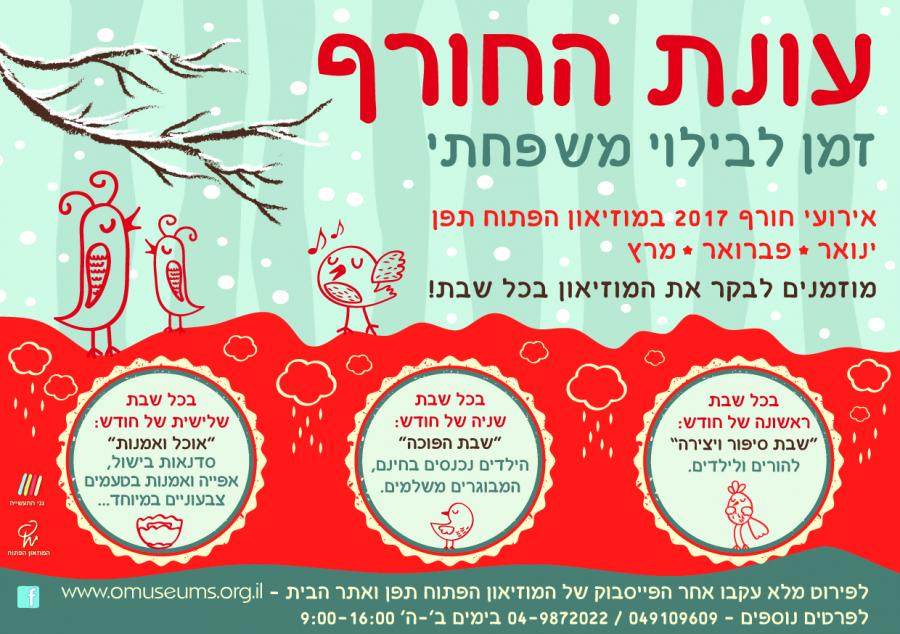 עונת החורף
זמן לבילוי משפחתי
אירועי חורף 2017 במוזיאון הפתוח תפן
ינואר * פברואר * מרץ
מוזמנים לבקר את המוזיאון בכל שבת!
בכל שבת
ראשונה של חודש:
"שבת סיפור ויצירה"
להורים ולילדים.
בכל שבת
שניה של חודש:
"שבת הפוכה"
הילדים נכנסים בחינם,
המבוגרים משלמים.
בכל שבת
שלישית של חודש:
"אוכל ואמנות"
סדנאות בישול,
אפייה ואמנות בטעמים
צבעוניים במיוחד...
גני התעשייה
המוזאון הפתוח
לפירוט מלא עקבו אחר הפייסבוק של המוזיאון הפתוח תפן ואתר הבית - www.omuseums.org.il
לפרטים נוספים - 049109609 / 04-9872022 בימים ב'-ה' 9:00-16:00
f